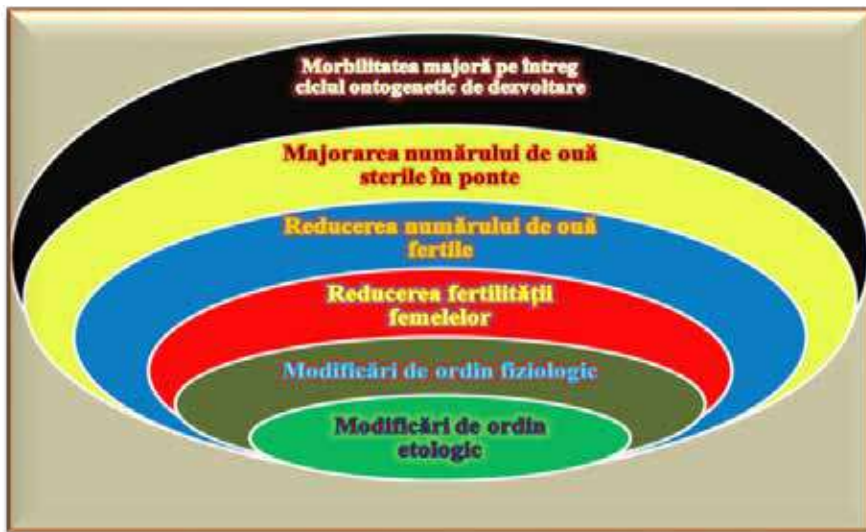 Morbilitatea majoră pe întreg
ciclul ontogenetic de dezvoltare
Majorarea numărului de ouă
sterile în ponte
Reducerea numărului de ouă
fertile
Reducerea fertilității
femelelor
Modificări de ordin fiziologic
Modificări de ordin
etologic